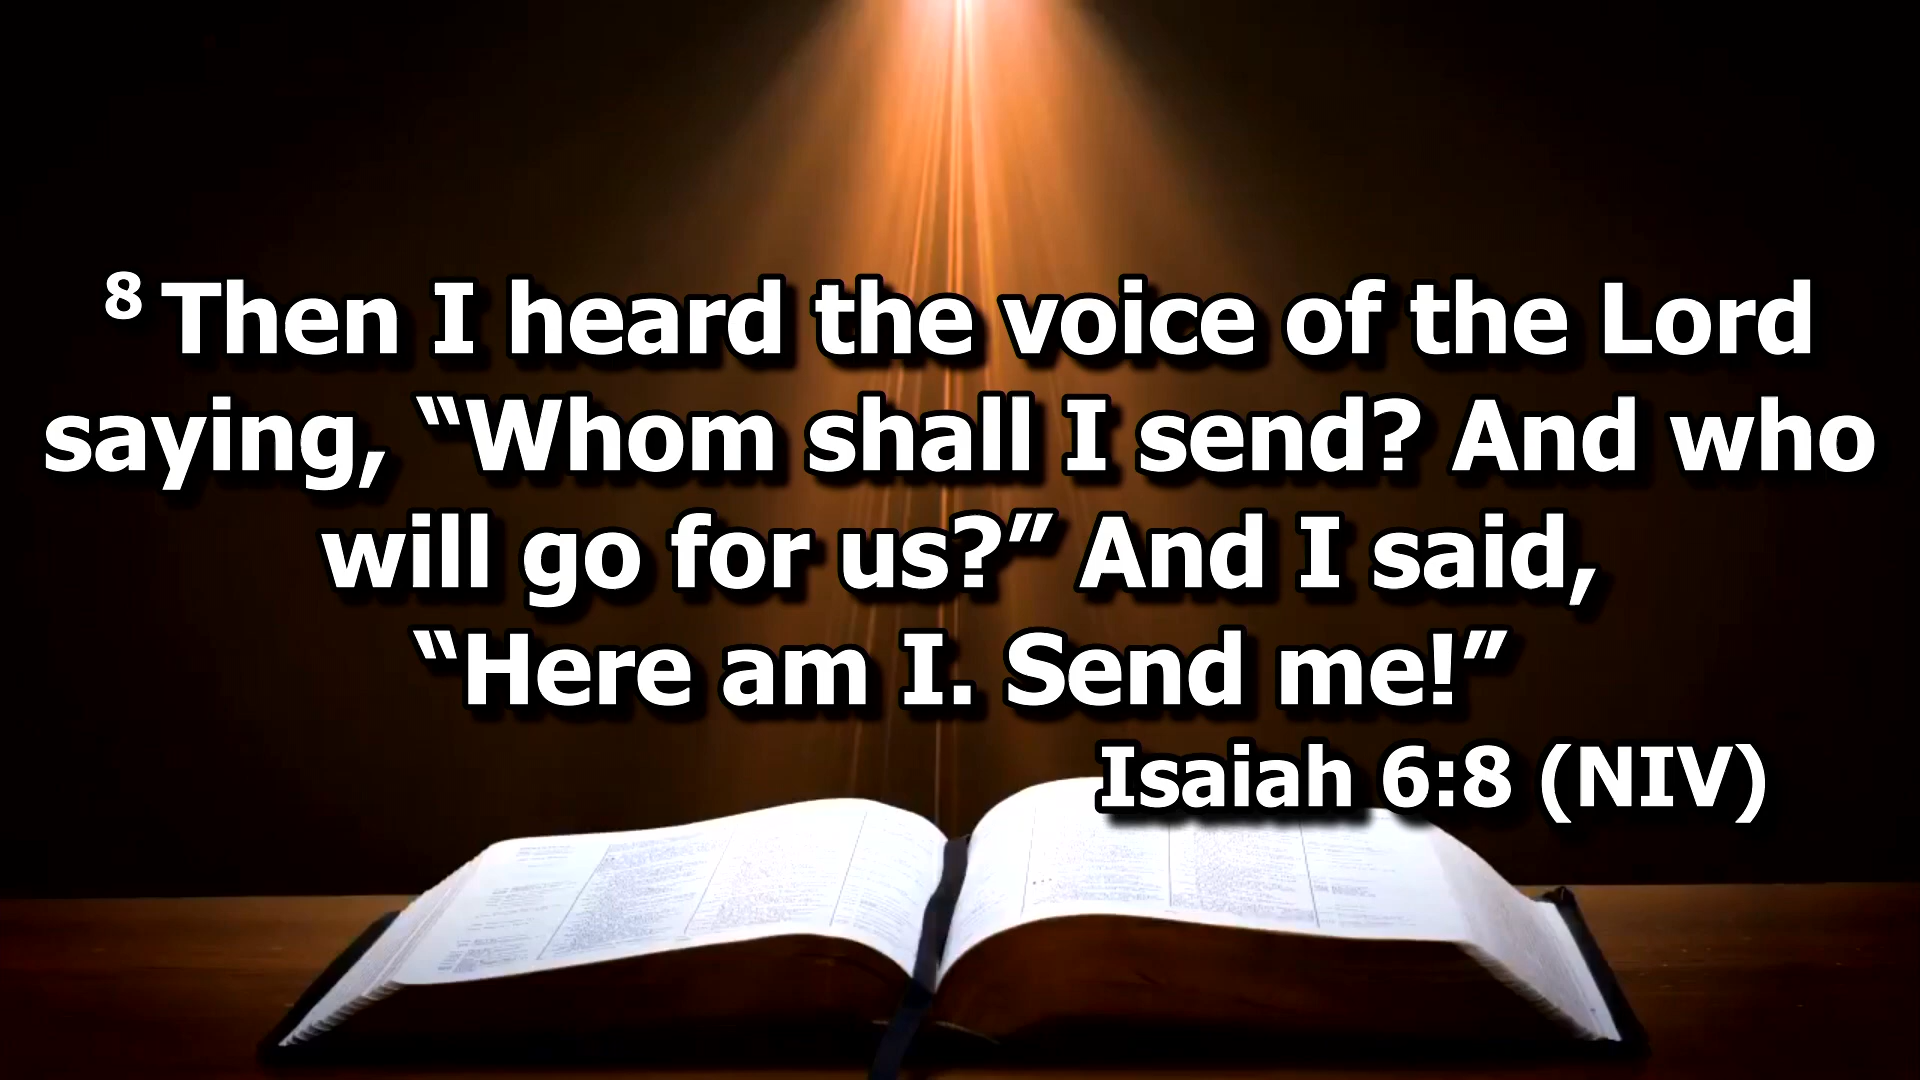 8 Then I heard the voice of the Lord
saying, “Whom shall I send? And who
will go for us?” And I said,
“Here am I. Send me!”
Isaiah 6:8 (NIV)